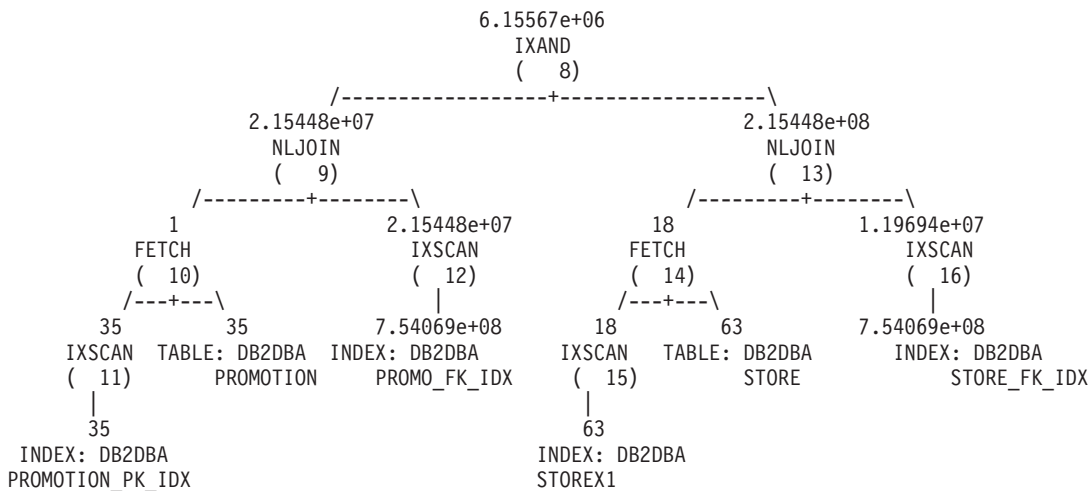 6.15567e+06
IXAND
( 8)
/------------------+------------------\
2.15448e+07 2.15448e+08
NLJOIN NLJOIN
( 9) ( 13)
/---------+--------\ /---------+--------\
1 2.15448e+07 18 1.19694e+07
FETCH IXSCAN FETCH IXSCAN
( 10) ( 12) ( 14) ( 16)
/---+---\ | /---+---\ |
35 35 7.54069e+08 18 63 7.54069e+08
IXSCAN TABLE: DB2DBA INDEX: DB2DBA IXSCAN TABLE: DB2DBA INDEX: DB2DBA
( 11) PROMOTION PROMO_FK_IDX ( 15) STORE STORE_FK_IDX
| |
35 63
INDEX: DB2DBA INDEX: DB2DBA
PROMOTION_PK_IDX STOREX1